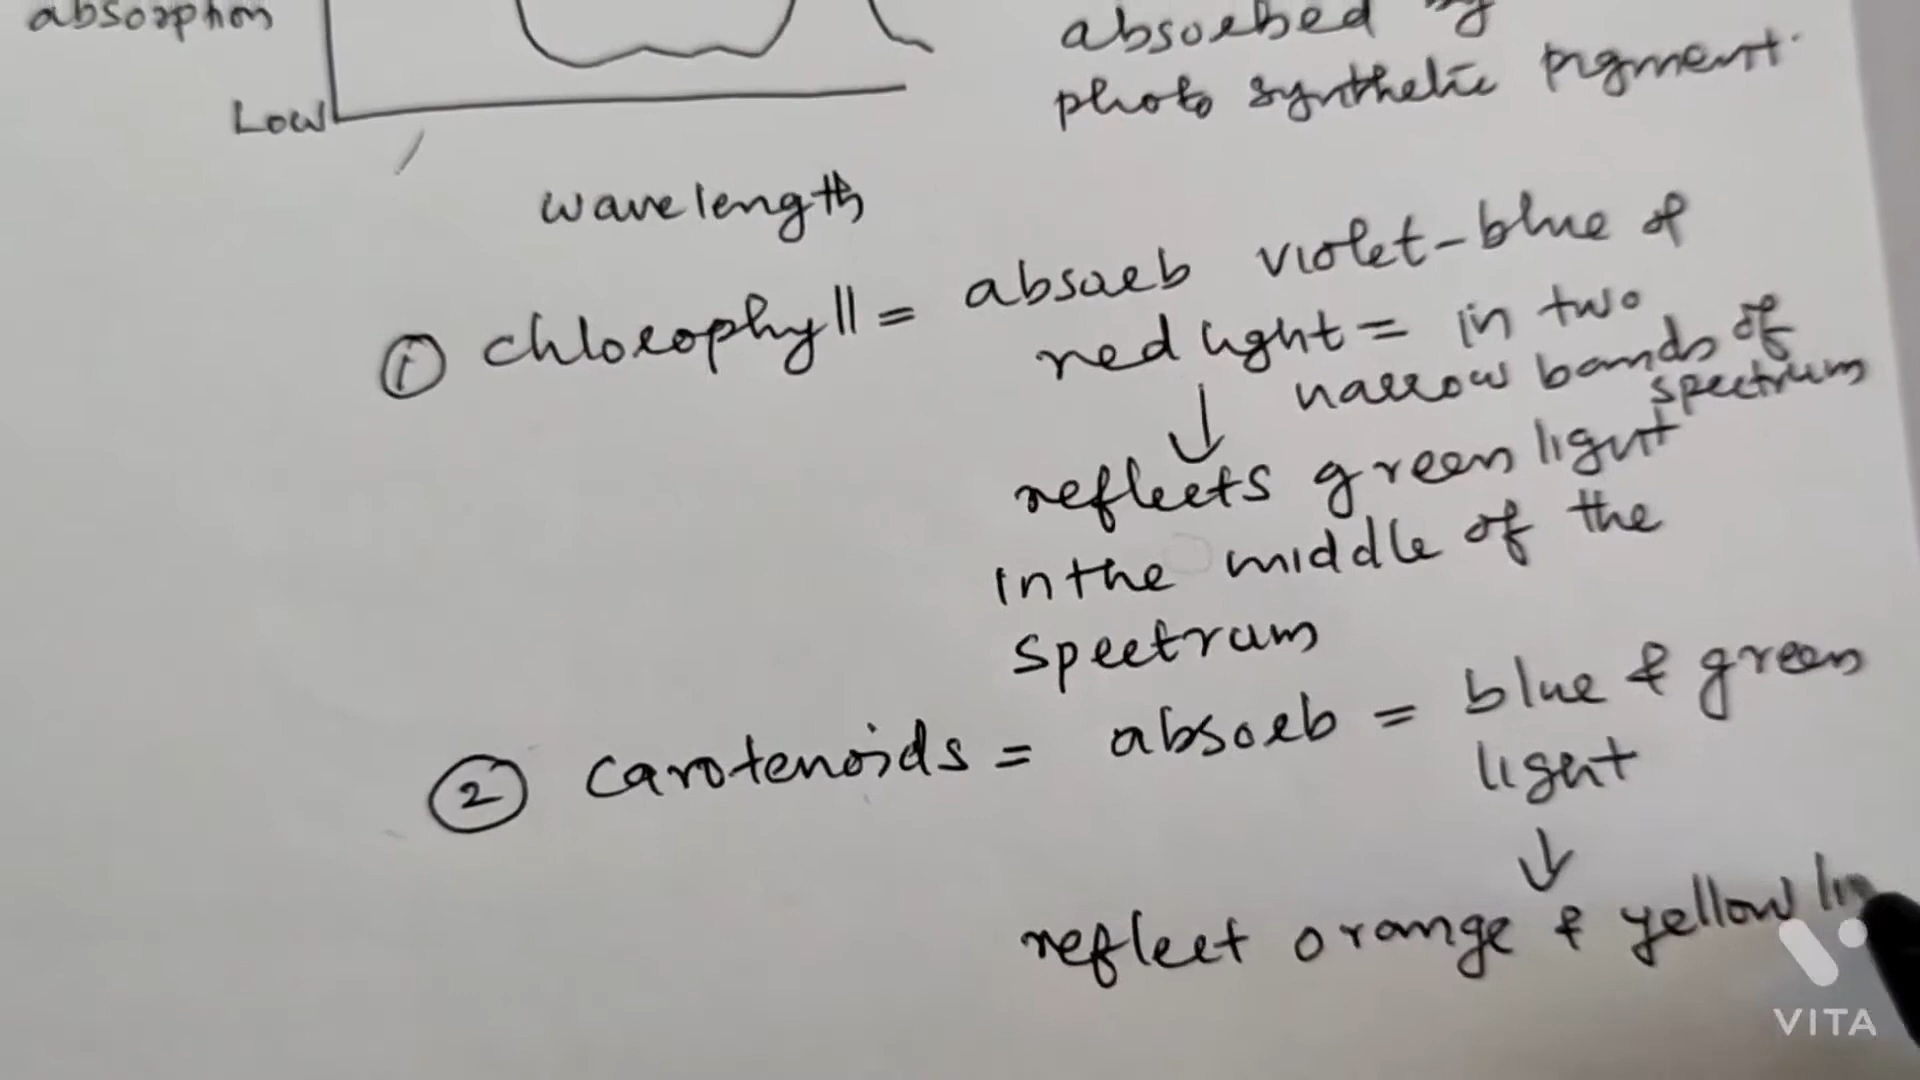 absorption
absorbed by
photo synthetic pigment.
Low
wavelength
① chlorophyll = absorb violet-blue &
red light = in two
narrow bands of
spectrum
↓
reflects green light
in the middle of the
spectrum
② carotenoids = absorb = blue & green
light
↓
reflect orange & yellow
VITA